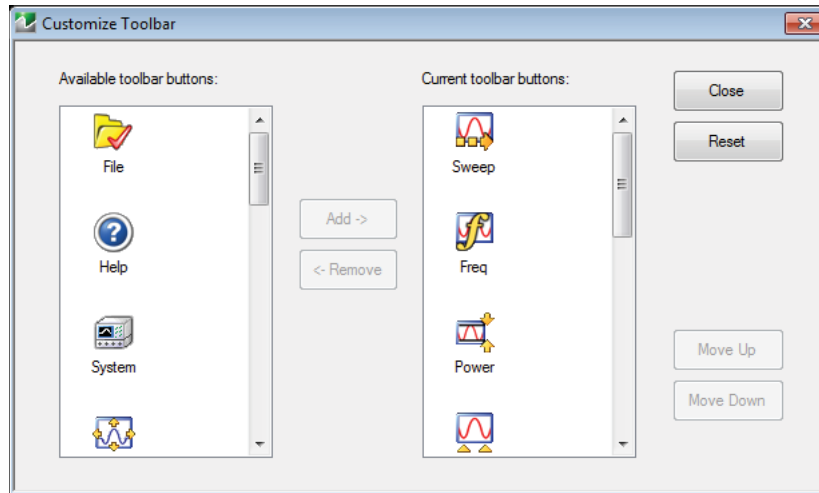 Customize Toolbar
Available toolbar buttons:
File
Help
System
Add ->
<- Remove
Current toolbar buttons:
Sweep
Freq
Power
Close
Reset
Move Up
Move Down